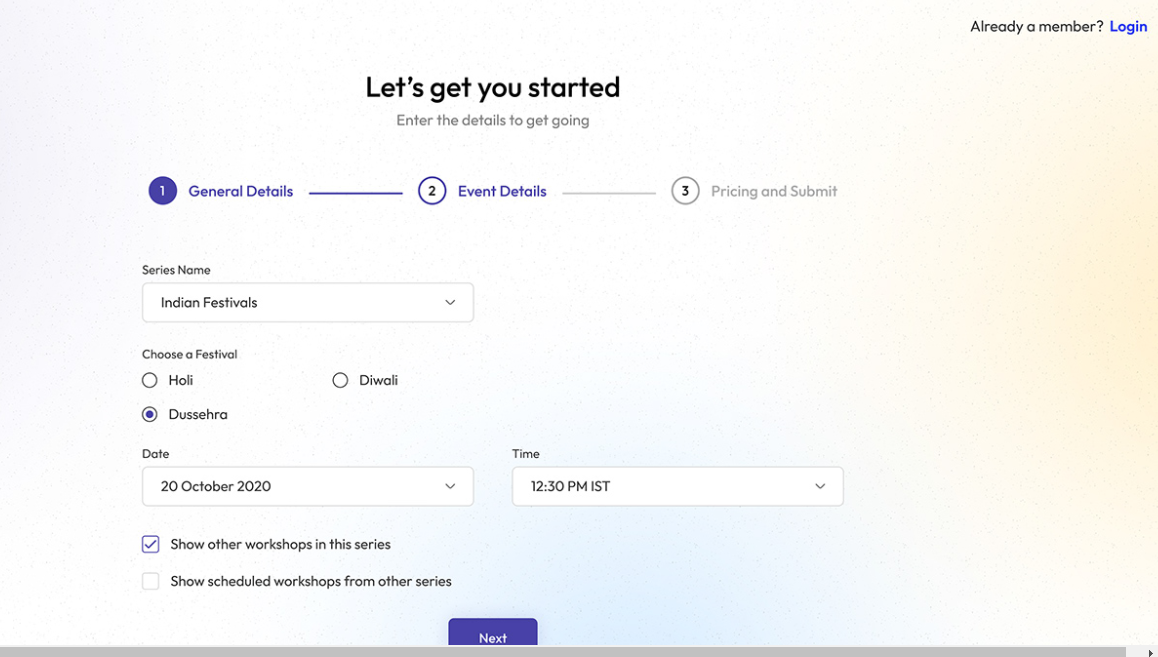 Already a member? Login
Let’s get you started
Enter the details to get going
1 General Details 2 Event Details 3 Pricing and Submit
Series Name
Indian Festivals
Choose a Festival
Holi Diwali
Dussehra
Date Time
20 October 2020 12:30 PM IST
Show other workshops in this series
Show scheduled workshops from other series
Next